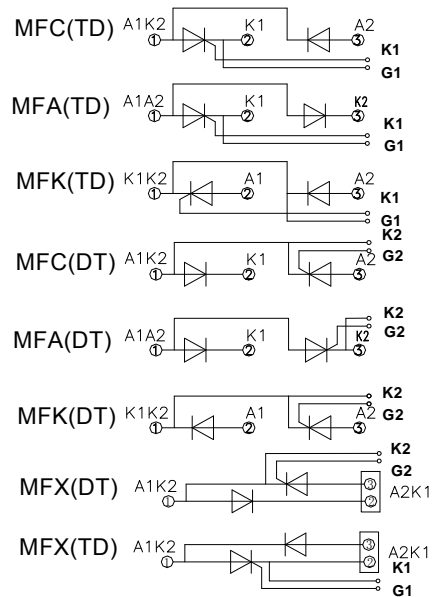 MFC(TD) A1K2 K1 A2
1 2 3
K1
G1
MFA(TD) A1A2 K1 K2
1 2 3
K1
G1
MFK(TD) K1K2 A1 A2
1 2 3
K1
G1
K2
MFC(DT) A1K2 K1 G2 A2
1 2 3
K2
MFA(DT) A1A2 K1 G2
K2
1 2 3
K2
MFK(DT) K1K2 A1 G2 A2
1 2 3
K2
G2
MFX(DT) A1K2 3 A2K1
1 2
MFX(TD) A1K2 3 A2K1
1 2 K1
G1